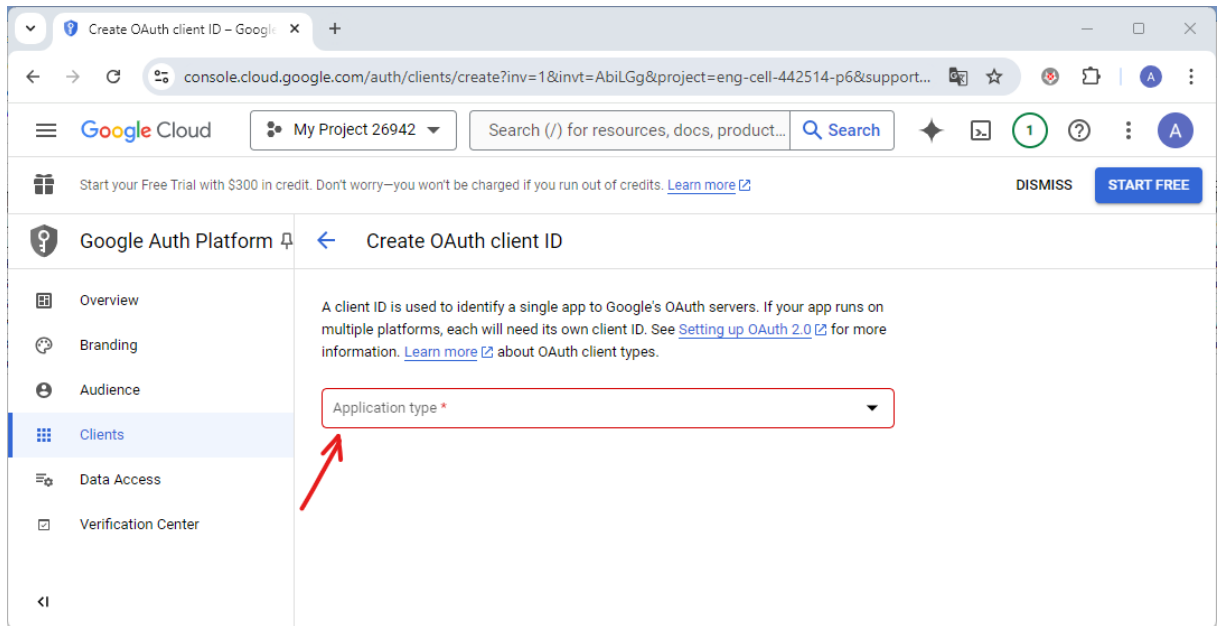 Create OAuth client ID – Google
console.cloud.google.com/auth/clients/create?inv=1&invt=AbiLGg&project=eng-cell-442514-p6&support...
A
Google Cloud
My Project 26942
Search (/) for resources, docs, product...
Search
1
A
Start your Free Trial with $300 in credit. Don't worry—you won't be charged if you run out of credits. Learn more
DISMISS
START FREE
Google Auth Platform
Create OAuth client ID
Overview
Branding
Audience
Clients
Data Access
Verification Center
A client ID is used to identify a single app to Google's OAuth servers. If your app runs on
multiple platforms, each will need its own client ID. See Setting up OAuth 2.0 for more
information. Learn more about OAuth client types.
Application type *